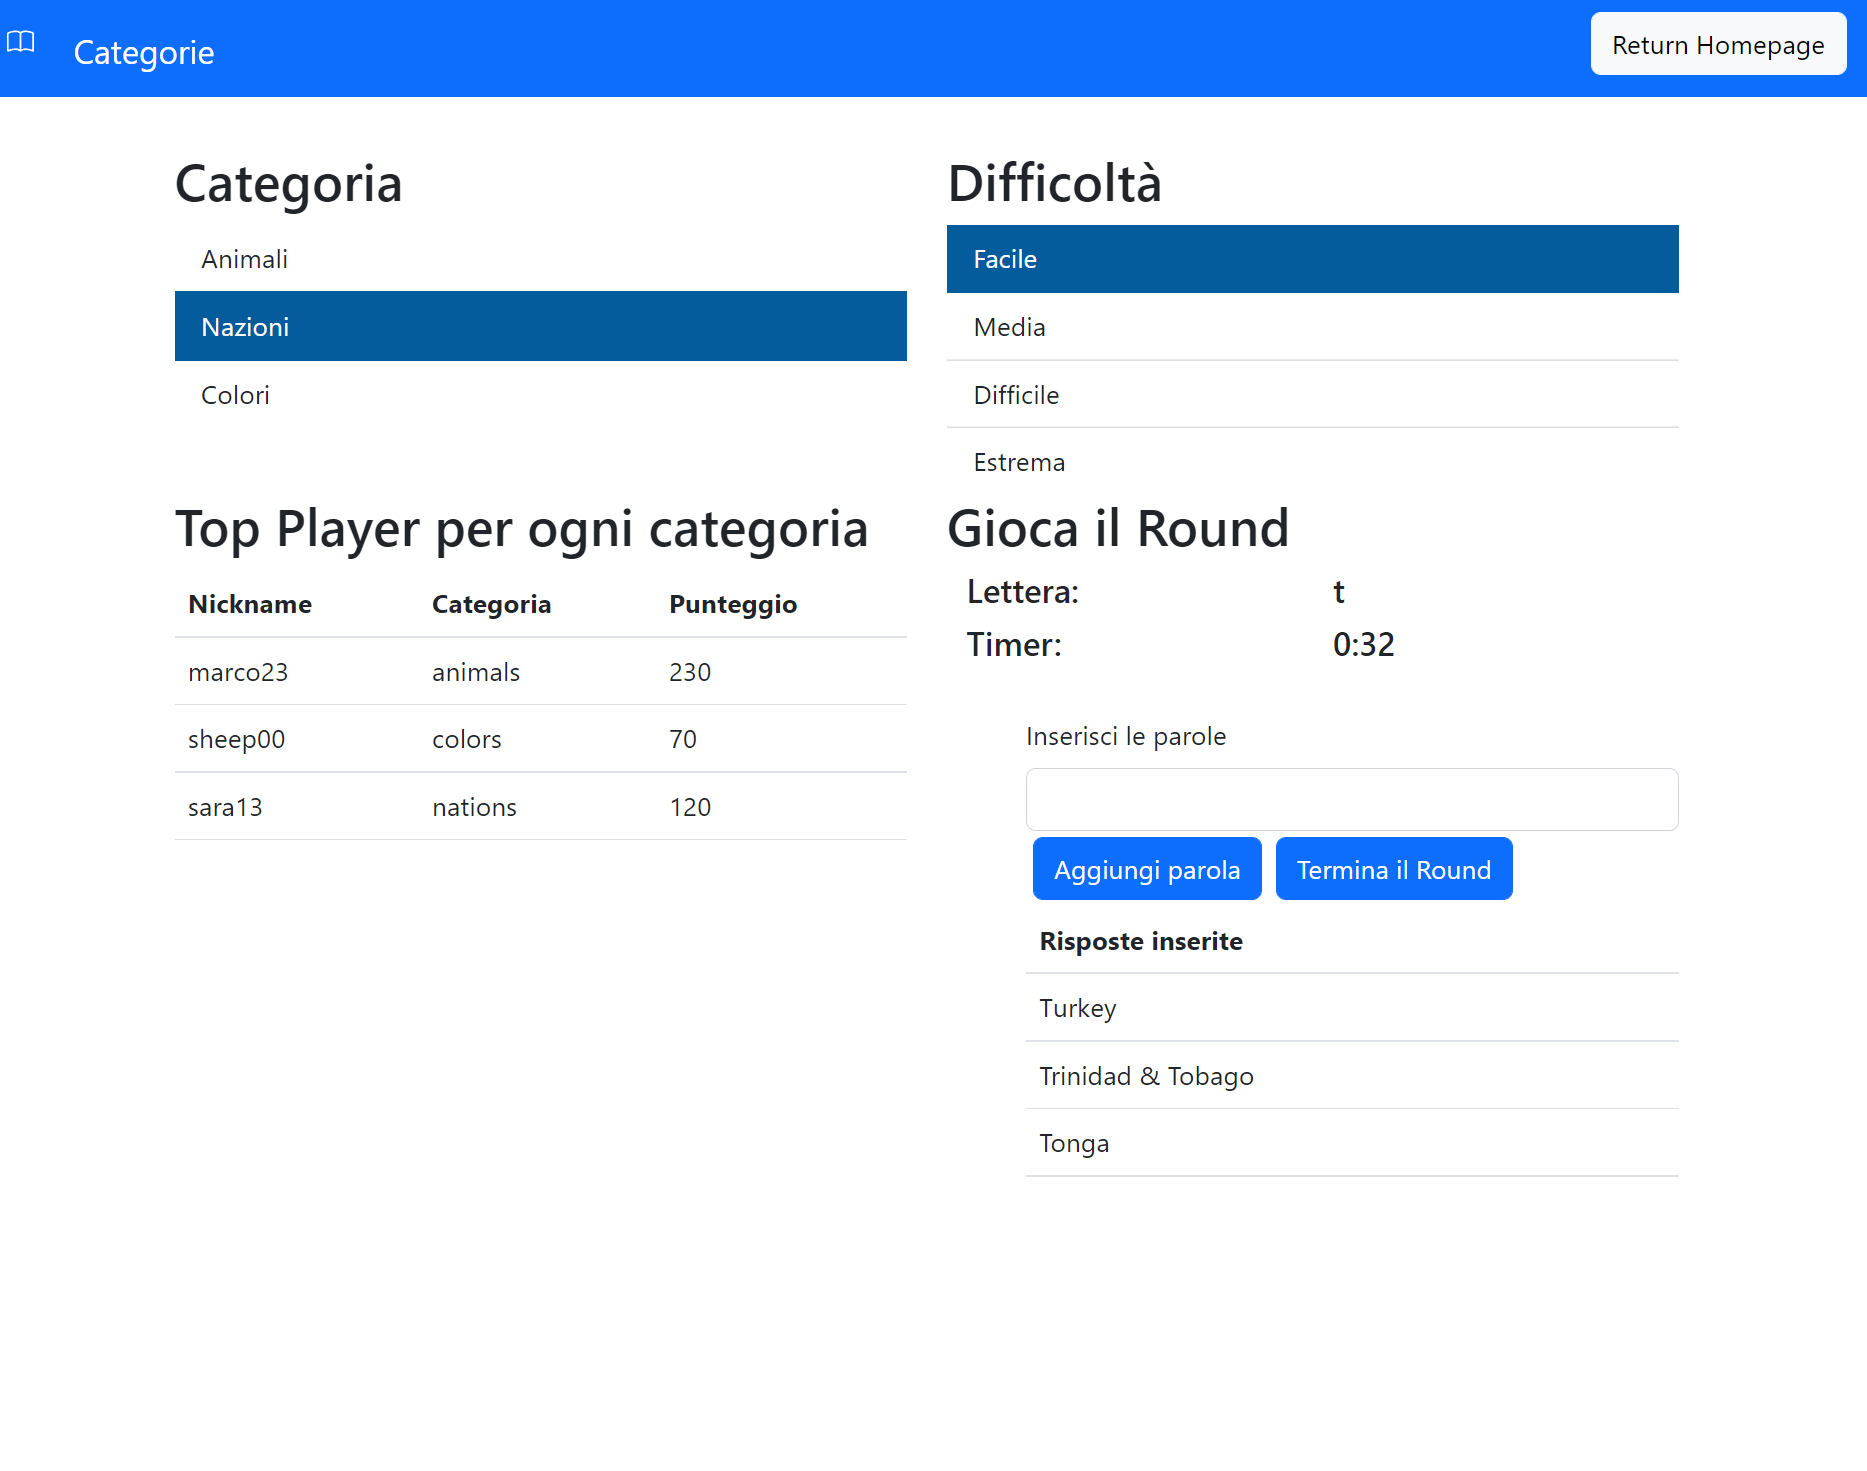 Categorie
Return Homepage
Categoria
Animali
Nazioni
Colori
Difficoltà
Facile
Media
Difficile
Estrema
Top Player per ogni categoria
Nickname Categoria Punteggio
marco23 animals 230
sheep00 colors 70
sara13 nations 120
Gioca il Round
Lettera: t
Timer: 0:32
Inserisci le parole
Aggiungi parola Termina il Round
Risposte inserite
Turkey
Trinidad & Tobago
Tonga